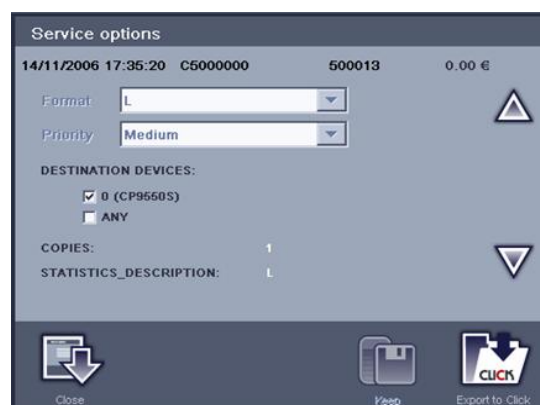 Service options
14/11/2006 17:35:20 C5000000 500013 0.00 €
Format L
Priority Medium
DESTINATION DEVICES:
0 (CP9550S)
ANY
COPIES: 1
STATISTICS_DESCRIPTION: L
CLICK
Close Keep Export to Click